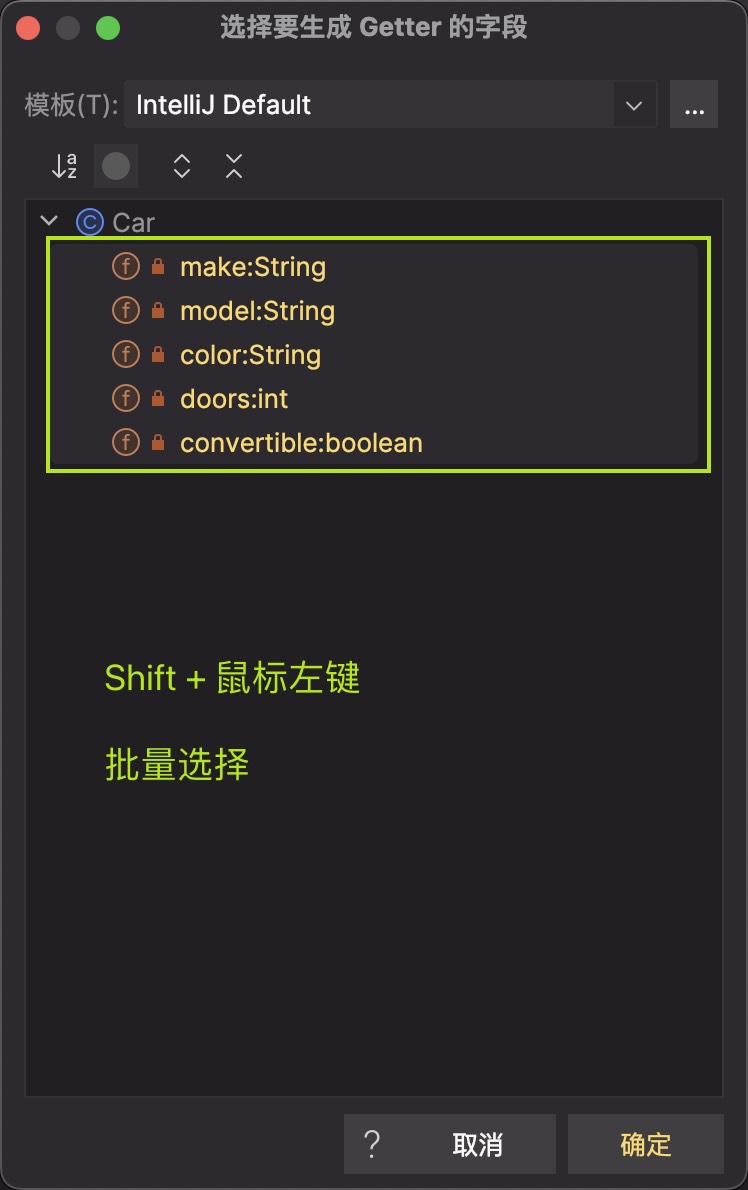 选择要生成 Getter 的字段
模板(T): IntelliJ Default ...
a
z
C Car
f make:String
f model:String
f color:String
f doors:int
f convertible:boolean
Shift + 鼠标左键
批量选择
? 取消 确定